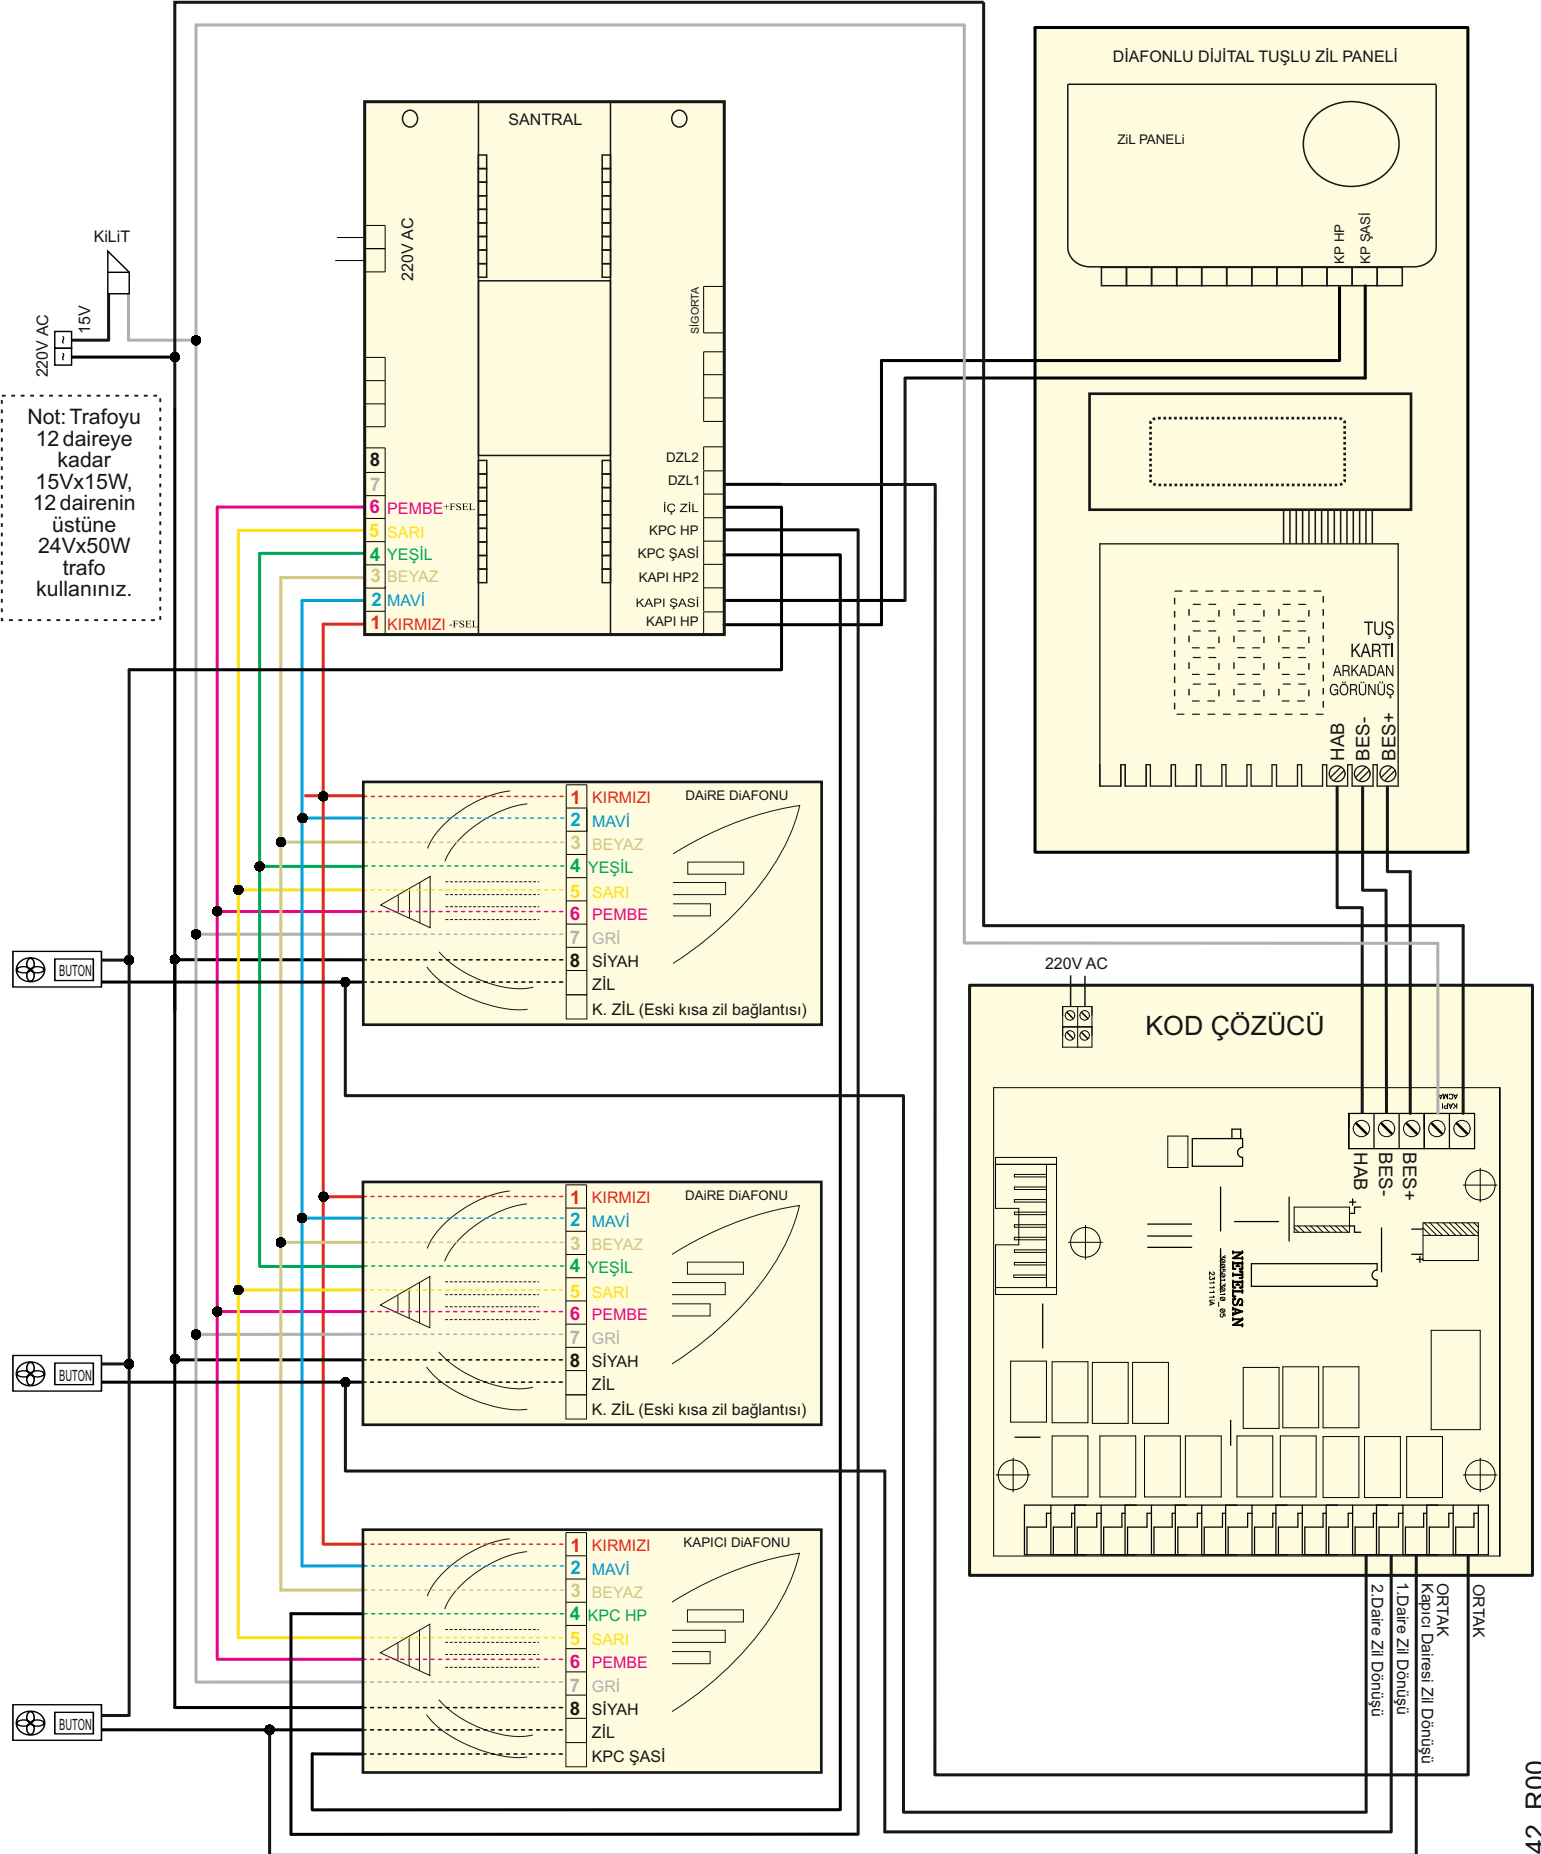 DİAFONLU DİJİTAL TUŞLU ZİL PANELİ
ZiL PANELi
KP HP
KP ŞASİ
SANTRAL
220V AC
SİGORTA
KiLiT
15V
220V AC
Not: Trafoyu
12 daireye
kadar
15Vx15W,
12 dairenin
üstüne
24Vx50W
trafo
kullanınız.
8
7
6 PEMBE +FSEL
5 SARI
4 YEŞİL
3 BEYAZ
2 MAVİ
1 KIRMIZI -FSEL
DZL2
DZL1
İÇ ZİL
KPC HP
KPC ŞASİ
KAPI HP2
KAPI ŞASİ
KAPI HP
TUŞ
KARTI
ARKADAN
GÖRÜNÜŞ
HAB
BES-
BES+
DAiRE DiAFONU
1 KIRMIZI
2 MAVİ
3 BEYAZ
4 YEŞİL
5 SARI
6 PEMBE
7 GRİ
8 SİYAH
ZİL
K. ZİL (Eski kısa zil bağlantısı)
BUTON
220V AC
KOD ÇÖZÜCÜ
KAPI
ACMA
HAB
BES-
BES+
NETELSAN
231111A
DAiRE DiAFONU
1 KIRMIZI
2 MAVİ
3 BEYAZ
4 YEŞİL
5 SARI
6 PEMBE
7 GRİ
8 SİYAH
ZİL
K. ZİL (Eski kısa zil bağlantısı)
BUTON
KAPICI DiAFONU
1 KIRMIZI
2 MAVİ
3 BEYAZ
4 KPC HP
5 SARI
6 PEMBE
7 GRİ
8 SİYAH
ZİL
KPC ŞASİ
BUTON
ORTAK
ORTAK
Kapıcı Dairesi Zil Dönüşü
1.Daire Zil Dönüşü
2.Daire Zil Dönüşü
42 R00